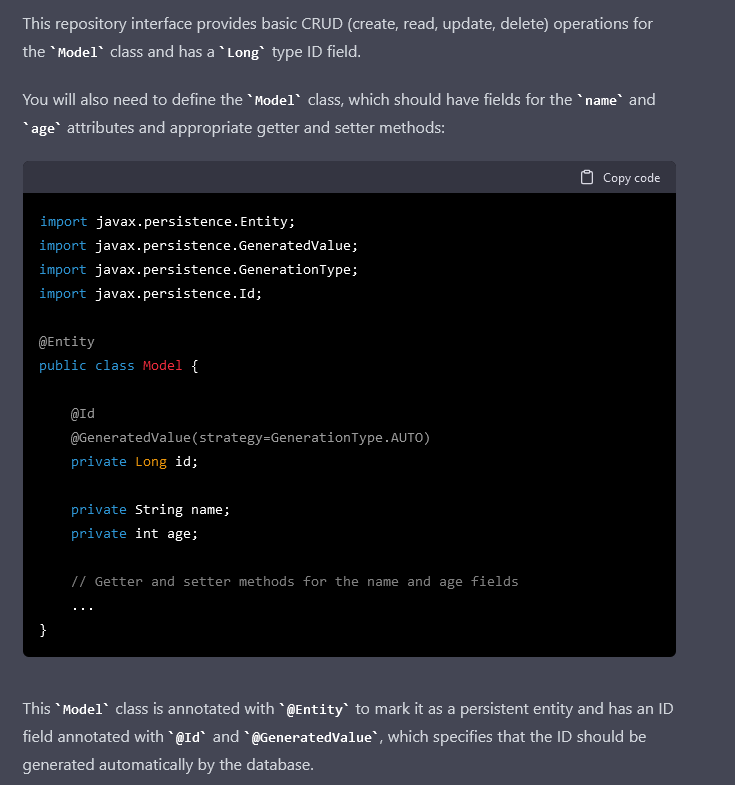 This repository interface provides basic CRUD (create, read, update, delete) operations for
the `Model` class and has a `Long` type ID field.
You will also need to define the `Model` class, which should have fields for the `name` and
`age` attributes and appropriate getter and setter methods:
Copy code
import javax.persistence.Entity;
import javax.persistence.GeneratedValue;
import javax.persistence.GenerationType;
import javax.persistence.Id;
@Entity
public class Model {
@Id
@GeneratedValue(strategy=GenerationType.AUTO)
private Long id;
private String name;
private int age;
// Getter and setter methods for the name and age fields
...
}
This `Model` class is annotated with `@Entity` to mark it as a persistent entity and has an ID
field annotated with `@Id` and `@GeneratedValue`, which specifies that the ID should be
generated automatically by the database.